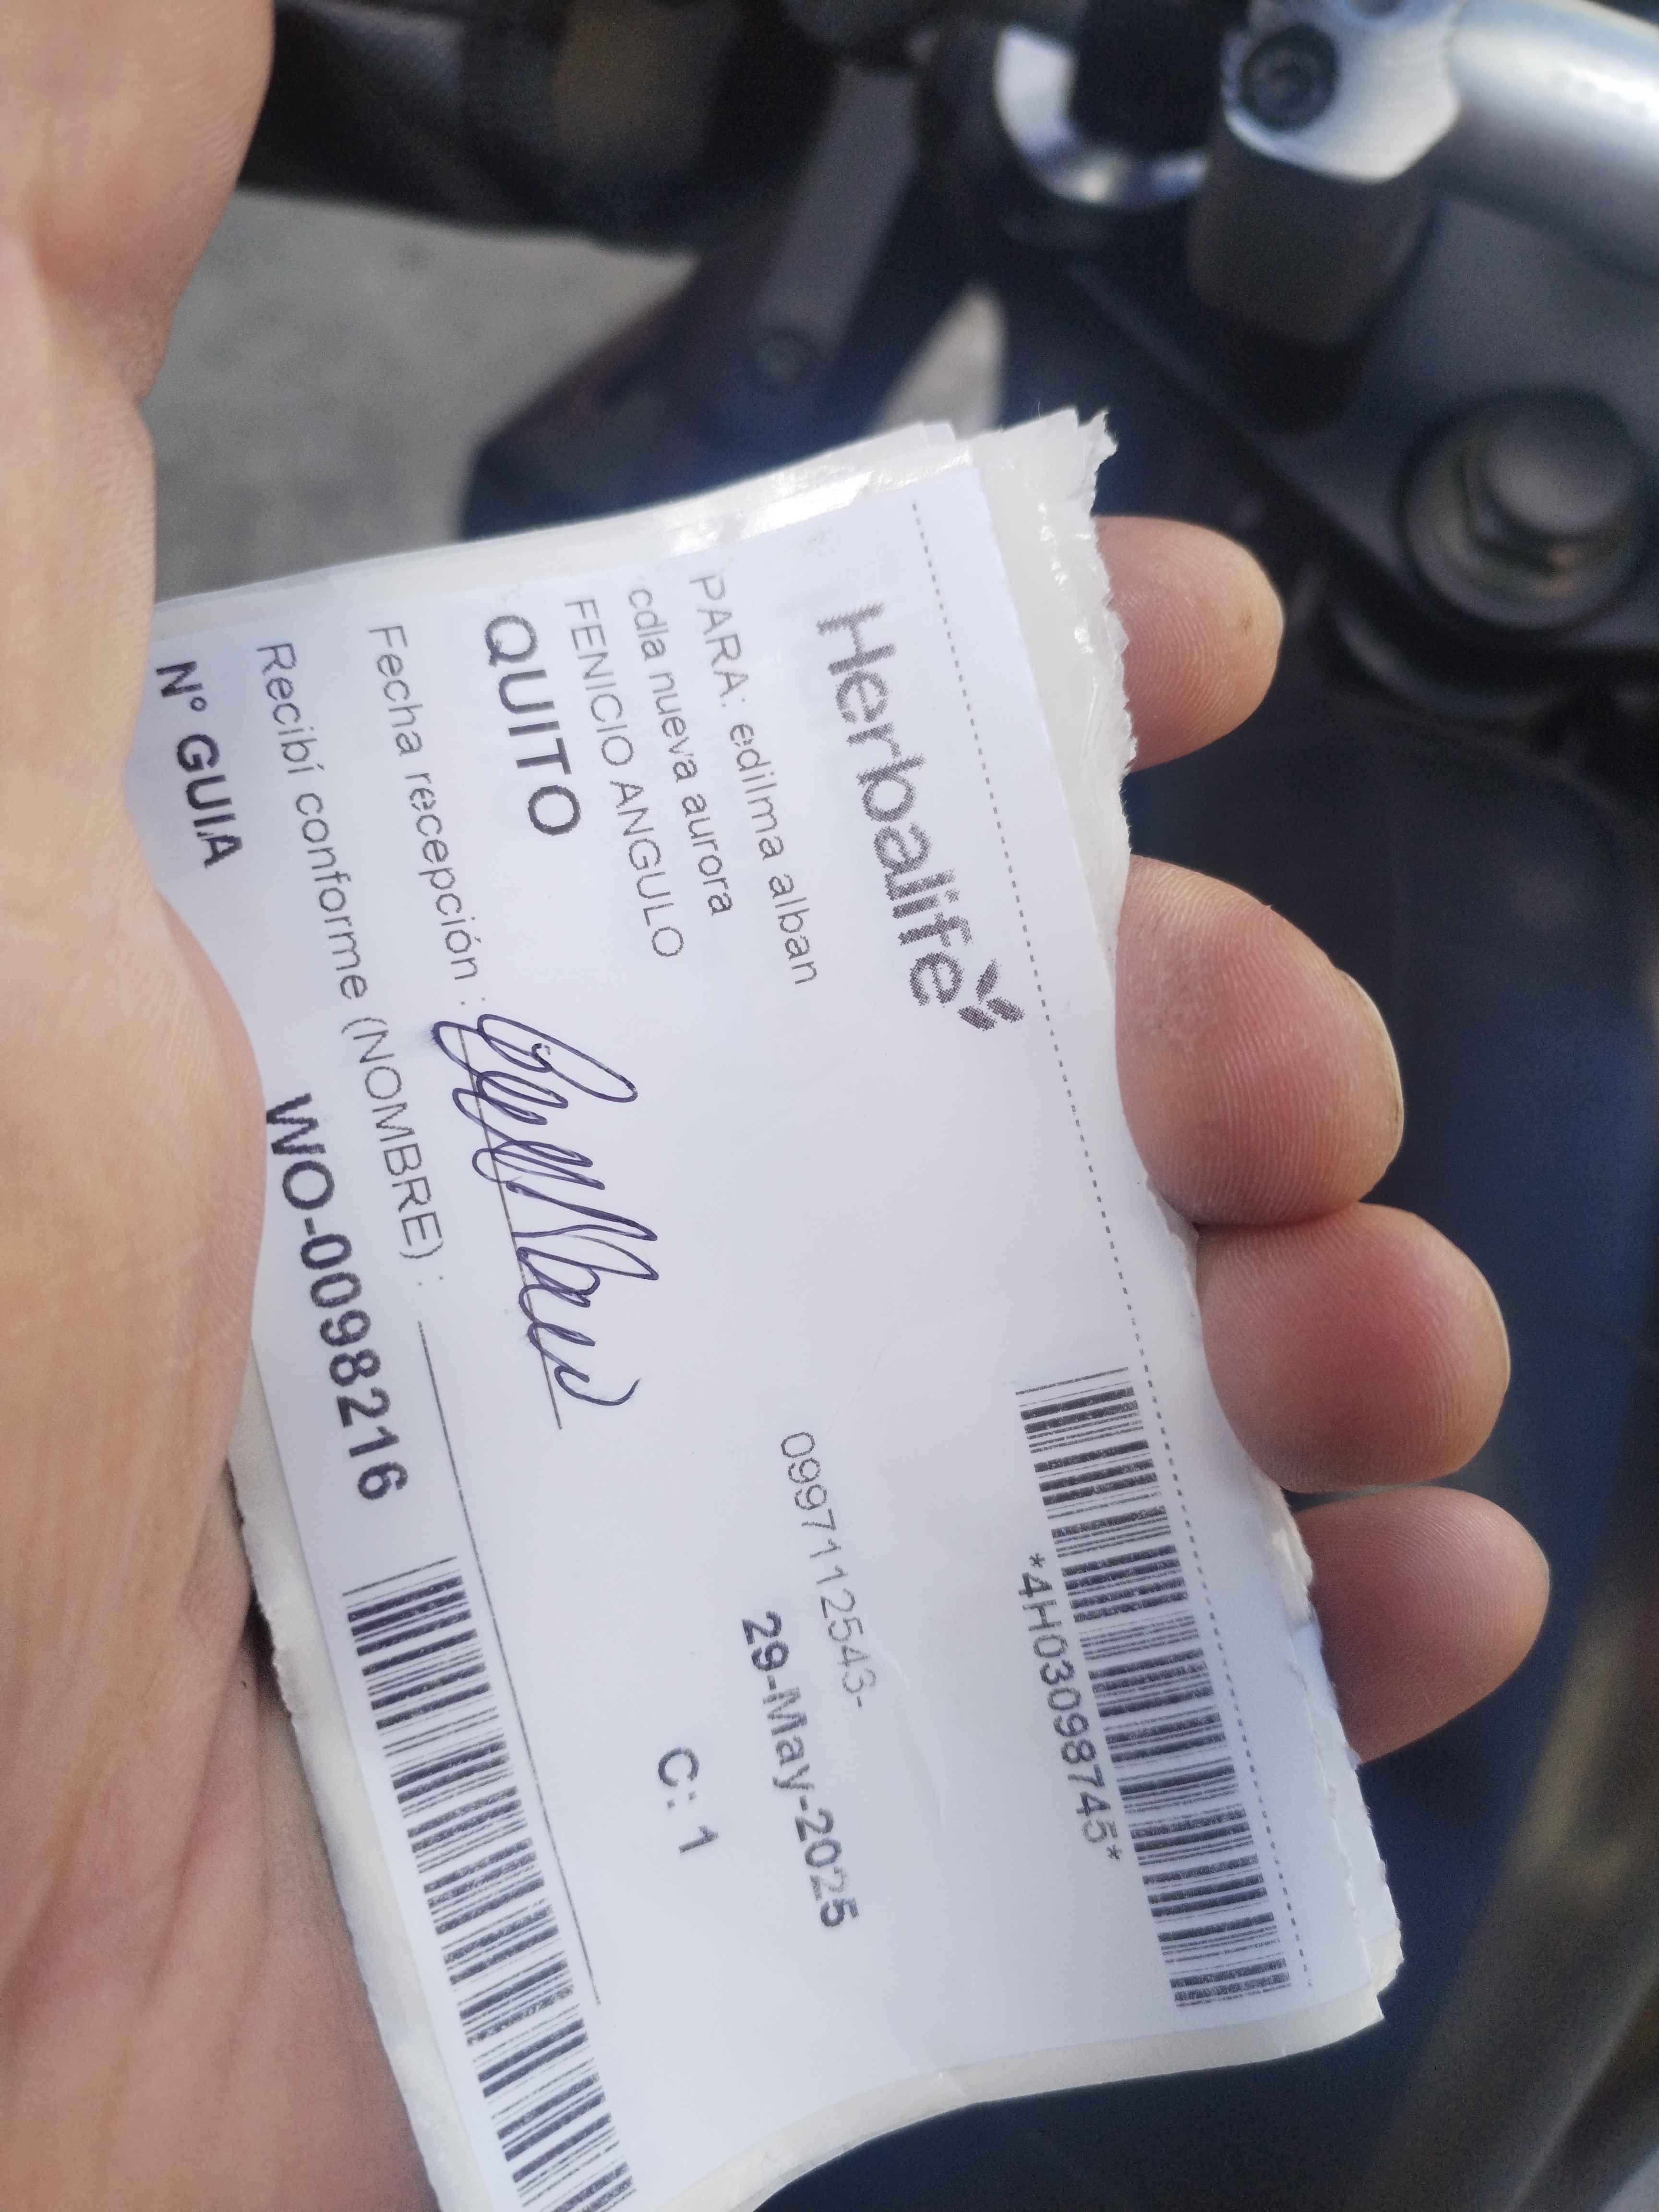 *4H03098745*
Herbalife
PARA: edilma alban
0997112543-
cdla nueva aurora
29-May-2025
FENICIO ANGULO
QUITO
C: 1
Fecha recepción :
Recibí conforme (NOMBRE) :
N° GUIA WO-0098216